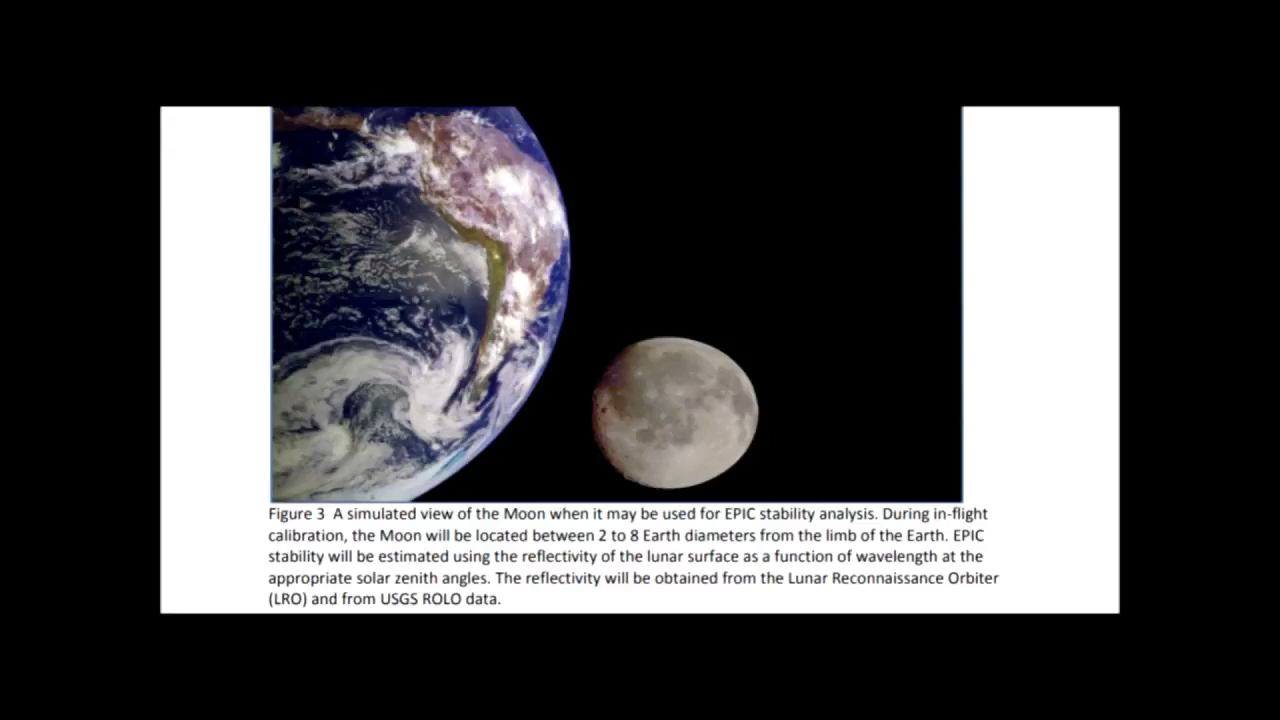 Figure 3  A simulated view of the Moon when it may be used for EPIC stability analysis. During in-flight
calibration, the Moon will be located between 2 to 8 Earth diameters from the limb of the Earth. EPIC
stability will be estimated using the reflectivity of the lunar surface as a function of wavelength at the
appropriate solar zenith angles. The reflectivity will be obtained from the Lunar Reconnaissance Orbiter
(LRO) and from USGS ROLO data.